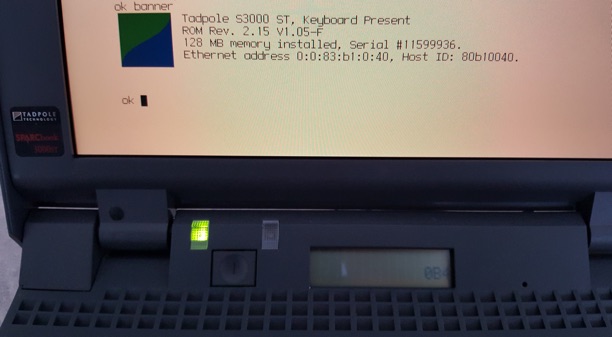 ok banner
Tadpole S3000 ST, Keyboard Present
ROM Rev. 2.15 V1.05-F
128 MB memory installed, Serial #11599936.
Ethernet address 0:0:83:b1:0:40, Host ID: 80b10040.
ok
TADPOLE
TECHNOLOGY
SPARCbook